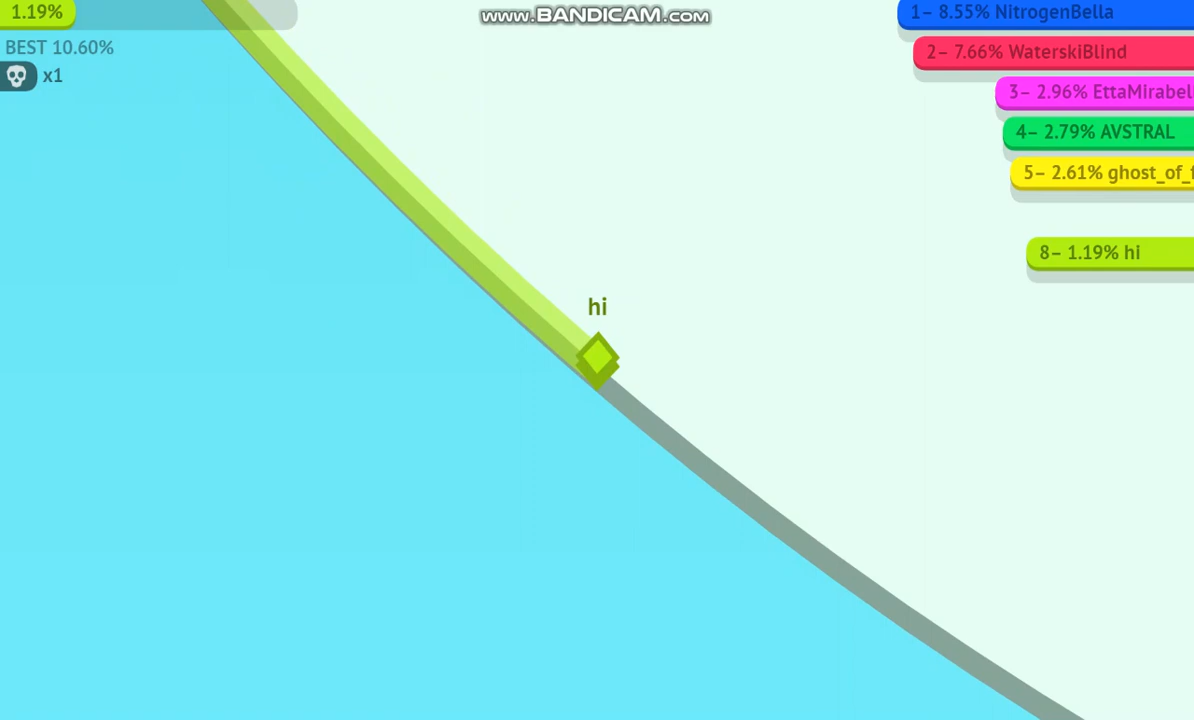 1.19%
BEST 10.60%
x1
www.BANDICAM.com
1– 8.55% NitrogenBella
2– 7.66% WaterskiBlind
3– 2.96% EttaMirabel
4– 2.79% AVSTRAL
5– 2.61% ghost_of_
8– 1.19% hi
hi